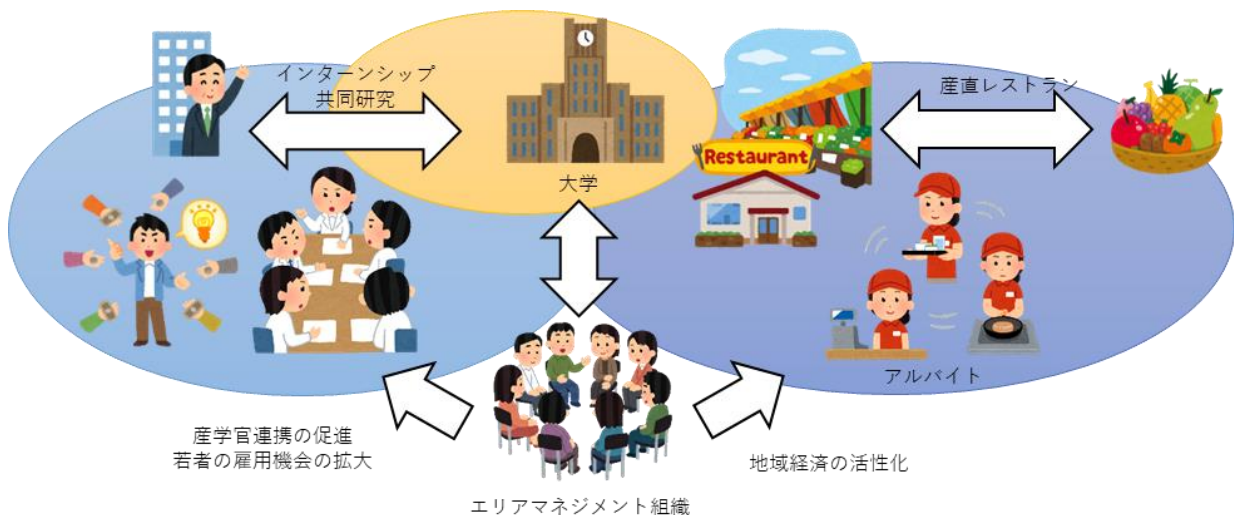 インターンシップ
共同研究
大学
産直レストラン
Restaurant
アルバイト
産学官連携の促進
若者の雇用機会の拡大
地域経済の活性化
エリアマネジメント組織